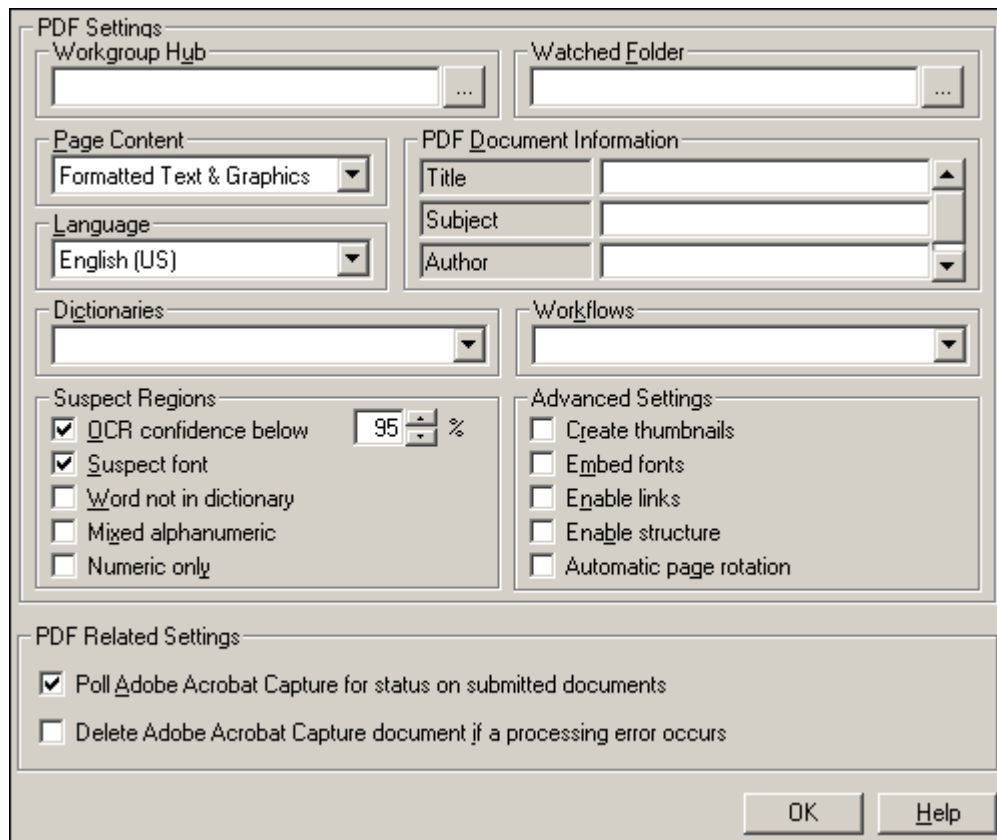 PDF Settings
Workgroup Hub
...
Watched Folder
...
Page Content
Formatted Text & Graphics
PDF Document Information
Title
Subject
Author
Language
English (US)
Dictionaries
Workflows
Suspect Regions
OCR confidence below 95 %
Suspect font
Word not in dictionary
Mixed alphanumeric
Numeric only
Advanced Settings
Create thumbnails
Embed fonts
Enable links
Enable structure
Automatic page rotation
PDF Related Settings
Poll Adobe Acrobat Capture for status on submitted documents
Delete Adobe Acrobat Capture document if a processing error occurs
OK
Help